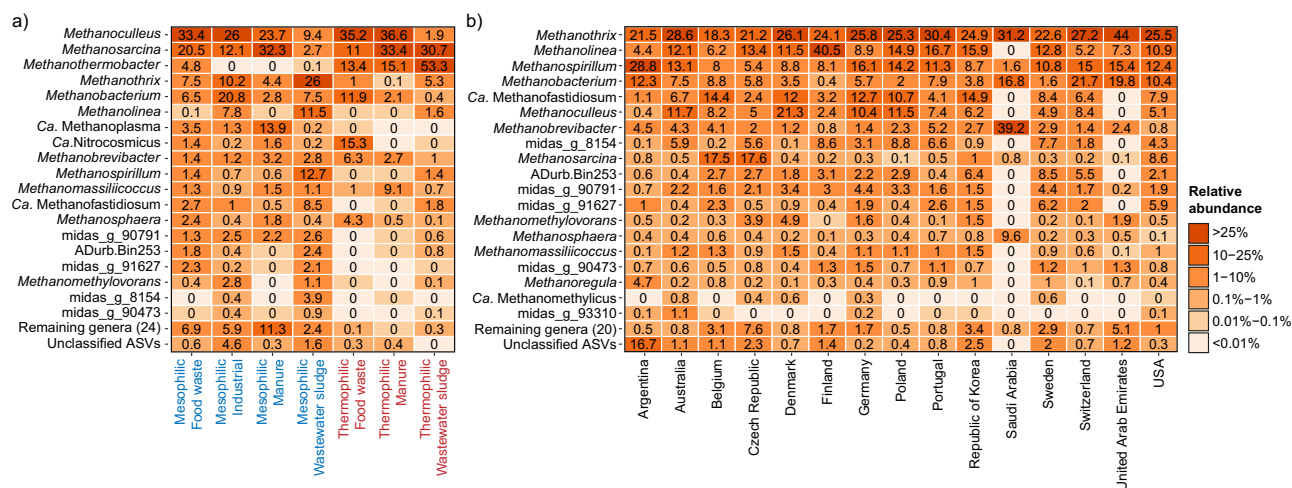 a)
Methanoculleus 33.4 26 23.7 9.4 35.2 36.6 1.9
Methanosarcina 20.5 12.1 32.3 2.7 11 33.4 30.7
Methanothermobacter 4.8 0 0 0.1 13.4 15.1 53.3
Methanothrix 7.5 10.2 4.4 26 1 0.1 5.3
Methanobacterium 6.5 20.8 2.8 7.5 11.9 2.1 0.4
Methanolinea 0.1 7.8 0 11.5 0 0 1.6
Ca. Methanoplasma 3.5 1.3 13.9 0.2 0 0 0
Ca.Nitrocosmicus 1.4 0.2 1.6 0.2 15.3 0 0
Methanobrevibacter 1.4 1.2 3.2 2.8 6.3 2.7 1
Methanospirillum 1.4 0.7 0.6 12.7 0 0 1.4
Methanomassiliicoccus 1.3 0.9 1.5 1.1 1 9.1 0.7
Ca. Methanofastidiosum 2.7 1 0 8.5 0 0 1.8
Methanosphaera 2.4 0.4 1.8 0.4 4.3 0.5 0.1
midas_g_90791 1.3 2.5 2.2 2.6 0 0 0.6
ADurb.Bin253 1.8 0.4 0 2.4 0 0 0.8
midas_g_91627 2.3 0.2 0 2.1 0 0 0
Methanomethylovorans 0.4 2.8 0 1.1 0 0 0.1
midas_g_8154 0 0.4 0 3.9 0 0 0
midas_g_90473 0 0.4 0 0.9 0 0 0.1
Remaining genera (24) 6.9 5.9 11.3 2.4 0.1 0 0.3
Unclassified ASVs 0.6 4.6 0.3 1.6 0.3 0.4 0
Mesophilic
Food waste
Mesophilic
Industrial
Mesophilic
Manure
Mesophilic
Wastewater sludge
Thermophilic
Food waste
Thermophilic
Manure
Thermophilic
Wastewater sludge
b)
Methanothrix 21.5 28.6 18.3 21.2 26.1 24.1 25.8 25.3 30.4 24.9 31.2 22.6 27.2 44 25.5
Methanolinea 4.4 12.1 6.2 13.4 11.5 40.5 8.9 14.9 16.7 15.9 0 12.8 5.2 7.3 10.9
Methanospirillum 28.8 13.1 8 5.4 8.8 8.1 16.1 14.2 11.3 8.7 1.6 10.8 15 15.4 12.4
Methanobacterium 12.3 7.5 8.8 5.8 3.5 0.4 5.7 2 7.9 3.8 16.8 1.6 21.7 19.8 10.4
Ca. Methanofastidiosum 1.1 6.7 14.4 2.4 12 3.2 12.7 10.7 4.1 14.9 0 8.4 6.4 0 7.9
Methanoculleus 0.4 11.7 8.2 5 21.3 2.4 10.4 11.5 7.4 6.2 0 4.9 8.4 0 5.1
Methanobrevibacter 4.5 4.3 4.1 2 1.2 0.8 1.4 2.3 5.2 2.7 39.2 2.9 1.4 2.4 0.8
midas_g_8154 0.1 5.9 0.2 5.6 0.1 8.6 3.1 8.8 6.6 0.9 0 7.7 1.8 0 4.3
Methanosarcina 0.8 0.5 17.5 17.6 0.4 0.2 0.3 0.1 0.5 1 0.8 0.3 0.2 0.1 8.6
ADurb.Bin253 0.2 0.4 2.7 2.7 1.8 3.1 2.2 2.9 0.4 6.4 0 8.5 5.5 0 2.1
midas_g_90791 0.7 2.2 1.6 2.1 3.4 3 4.4 3.3 1.6 1.5 0 4.4 1.7 0.2 1.9
midas_g_91627 1 0.4 2.3 0.5 0.9 0.4 1.9 0.4 2.6 1.5 0 6.2 2 0 5.9
Methanomethylovorans 0.5 0.2 0.3 3.9 4.9 0 1.6 0.4 0.1 1.5 0 0.2 0.1 1.9 0.5
Methanosphaera 0.4 0.4 0.6 0.4 0.2 0.1 0.3 0.4 0.7 0.8 9.6 0.2 0.3 0.5 0.1
Methanomassiliicoccus 0.1 1.2 1.3 0.9 1.2 0.5 1.1 1.1 1 1.5 0 0.9 0.6 0.1 1
midas_g_90473 0.7 0.6 0.5 0.8 0.4 1.3 1.5 0.7 1.1 0.7 0 1.2 1 1.3 0.8
Methanoregula 4.7 0.2 0.8 0.2 0.1 0.3 0.4 0.3 0.9 1 0 1 0.1 0.7 0.4
Ca. Methanomethylicus 0 0.8 0 0.4 0.6 0 0.3 0 0 0 0 0.6 0 0 0
midas_g_93310 0.1 1.1 0 0 0 0 0.2 0 0 0 0 0 0 0 0.1
Remaining genera (20) 0.5 0.8 3.1 7.6 0.8 1.7 1.7 0.5 0.8 3.4 0.8 2.9 0.7 5.1 1
Unclassified ASVs 16.7 1.1 1.1 2.3 0.7 1.4 0.2 0.4 0.8 2.5 0 2 0.7 1.2 0.3
Argentina
Australia
Belgium
Czech Republic
Denmark
Finland
Germany
Poland
Portugal
Republic of Korea
Saudi Arabia
Sweden
Switzerland
United Arab Emirates
USA
Relative
abundance
>25%
10−25%
1−10%
0.1%−1%
0.01%−0.1%
<0.01%